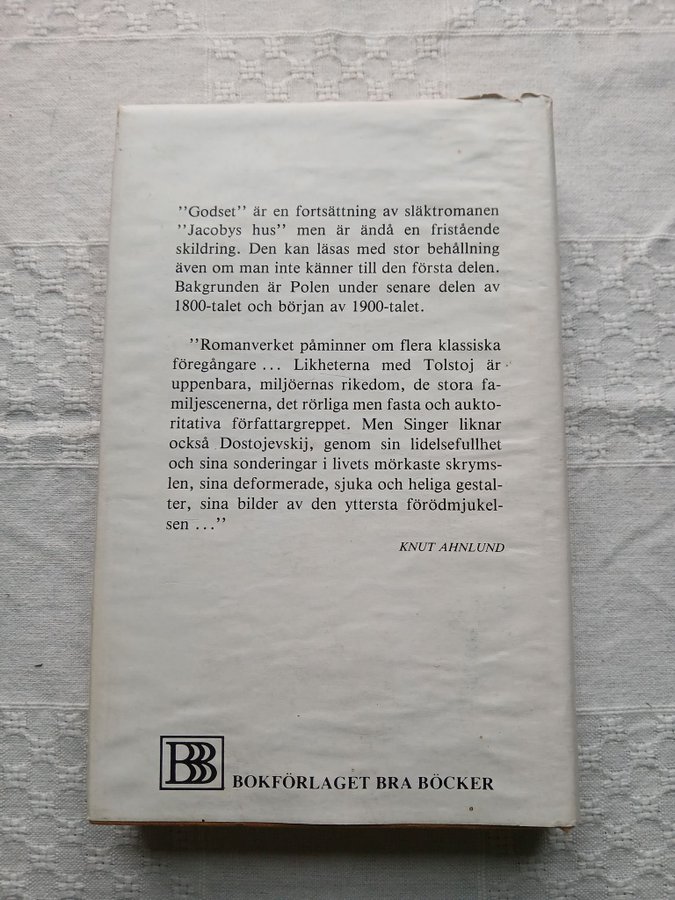 ''Godset'' är en fortsättning av släktromanen
''Jacobys hus'' men är ändå en fristående
skildring. Den kan läsas med stor behållning
även om man inte känner till den första delen.
Bakgrunden är Polen under senare delen av
1800-talet och början av 1900-talet.
''Romanverket påminner om flera klassiska
föregångare ... Likheterna med Tolstoj är
uppenbara, miljöernas rikedom, de stora fa-
miljescenerna, det rörliga men fasta och aukto-
ritativa författargreppet. Men Singer liknar
också Dostojevskij, genom sin lidelsefullhet
och sina sonderingar i livets mörkaste skryms-
len, sina deformerade, sjuka och heliga gestal-
ter, sina bilder av den yttersta förödmjukel-
sen ...''
KNUT AHNLUND
BBB BOKFÖRLAGET BRA BÖCKER